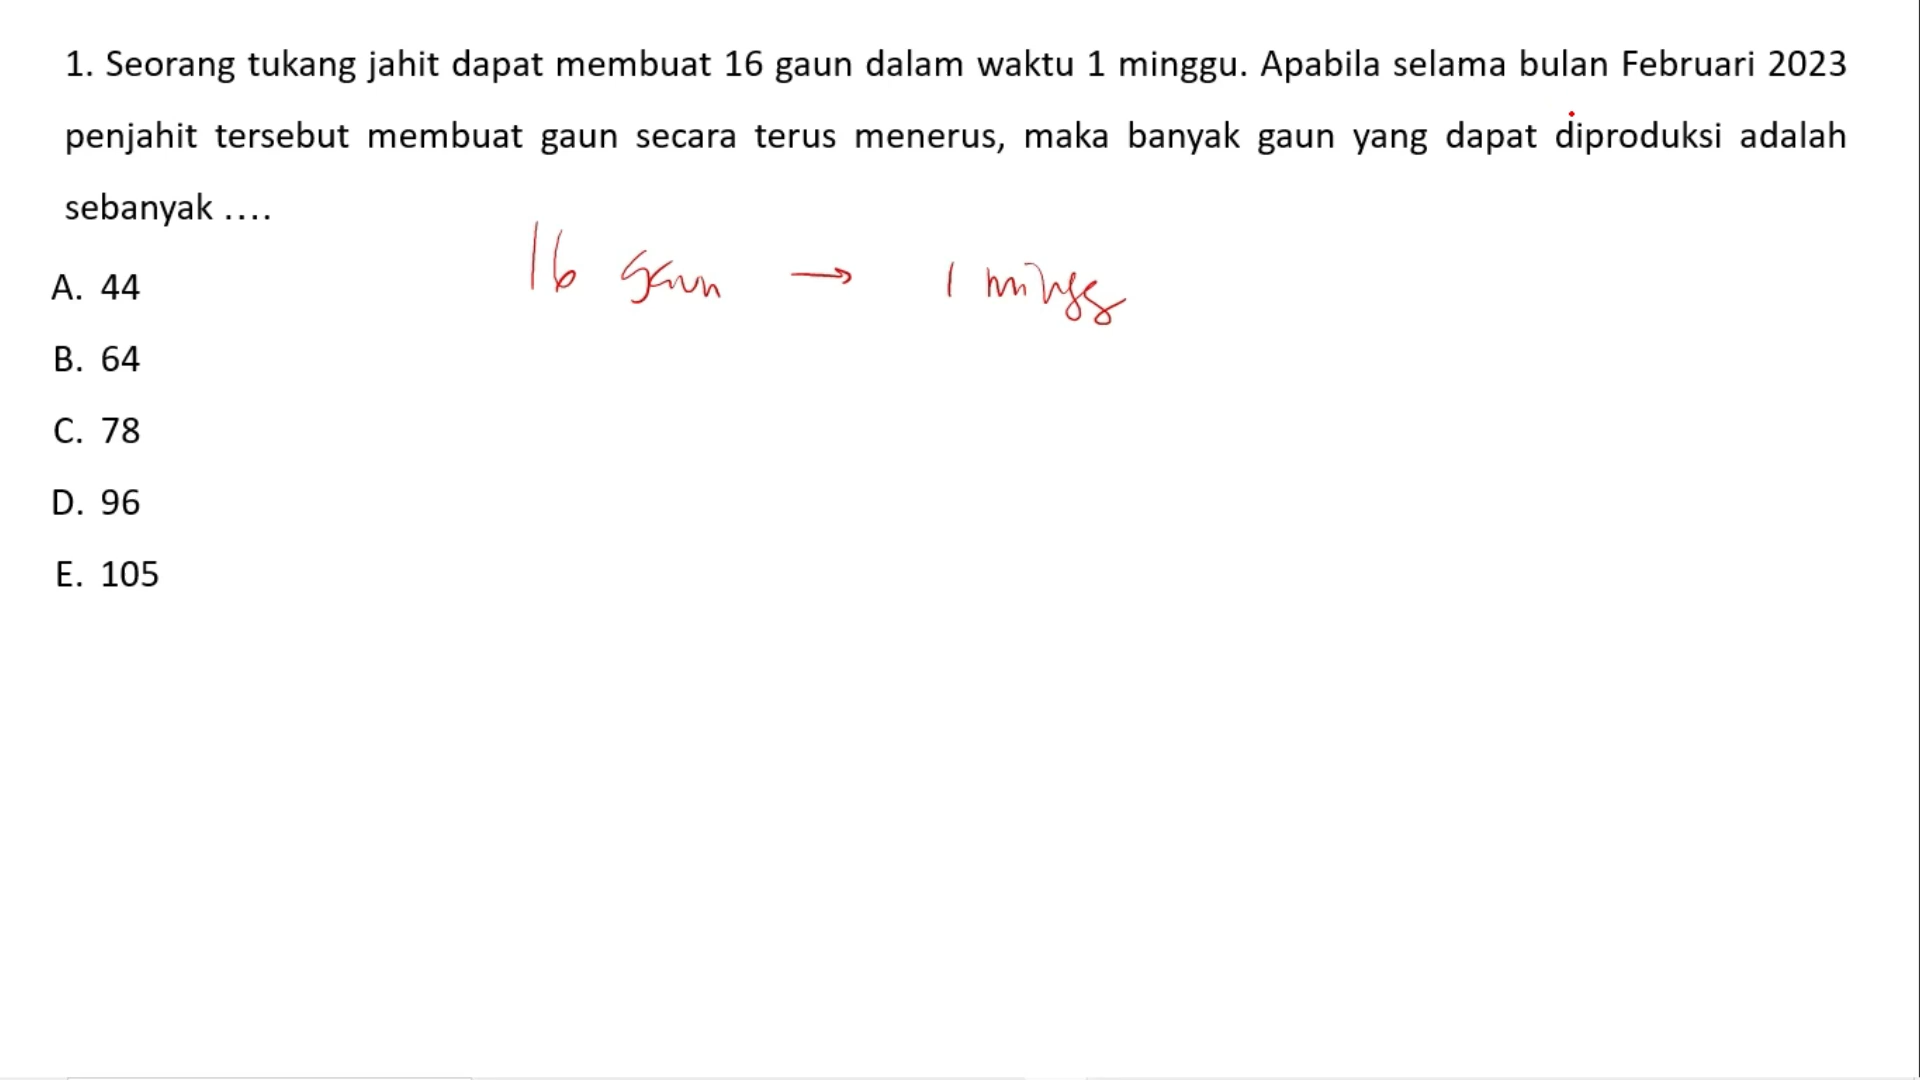 1. Seorang tukang jahit dapat membuat 16 gaun dalam waktu 1 minggu. Apabila selama bulan Februari 2023
penjahit tersebut membuat gaun secara terus menerus, maka banyak gaun yang dapat diproduksi adalah
sebanyak ....
16 gaun → 1 mingg
A. 44
B. 64
C. 78
D. 96
E. 105